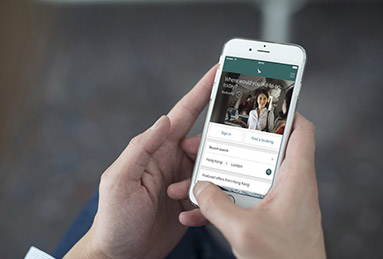 Where would you like to go
today?
Sign in
Find a booking
Recent search
Hong Kong
London
Featured offers from Hong Kong